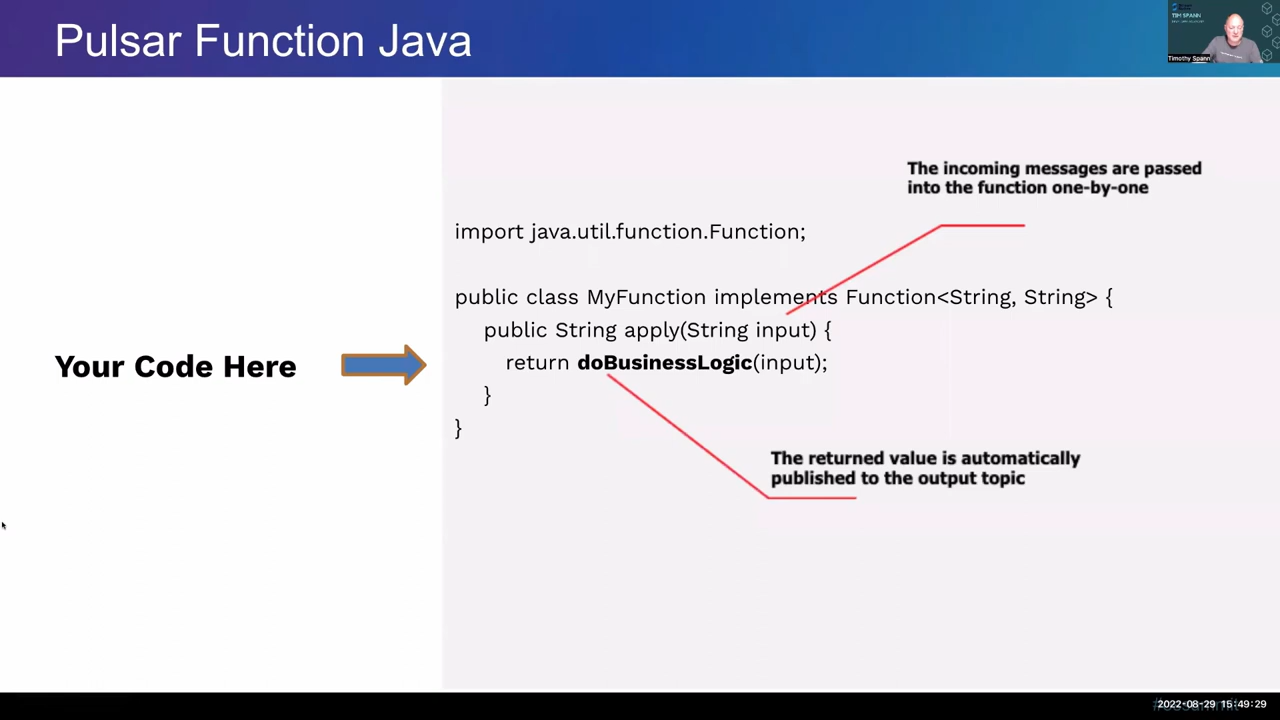 Pulsar Function Java
TIM SPANN
Timothy Spann
The incoming messages are passed
into the function one-by-one
import java.util.function.Function;
public class MyFunction implements Function<String, String> {
public String apply(String input) {
return doBusinessLogic(input);
}
}
Your Code Here
The returned value is automatically
published to the output topic
2022-08-29 15:49:29